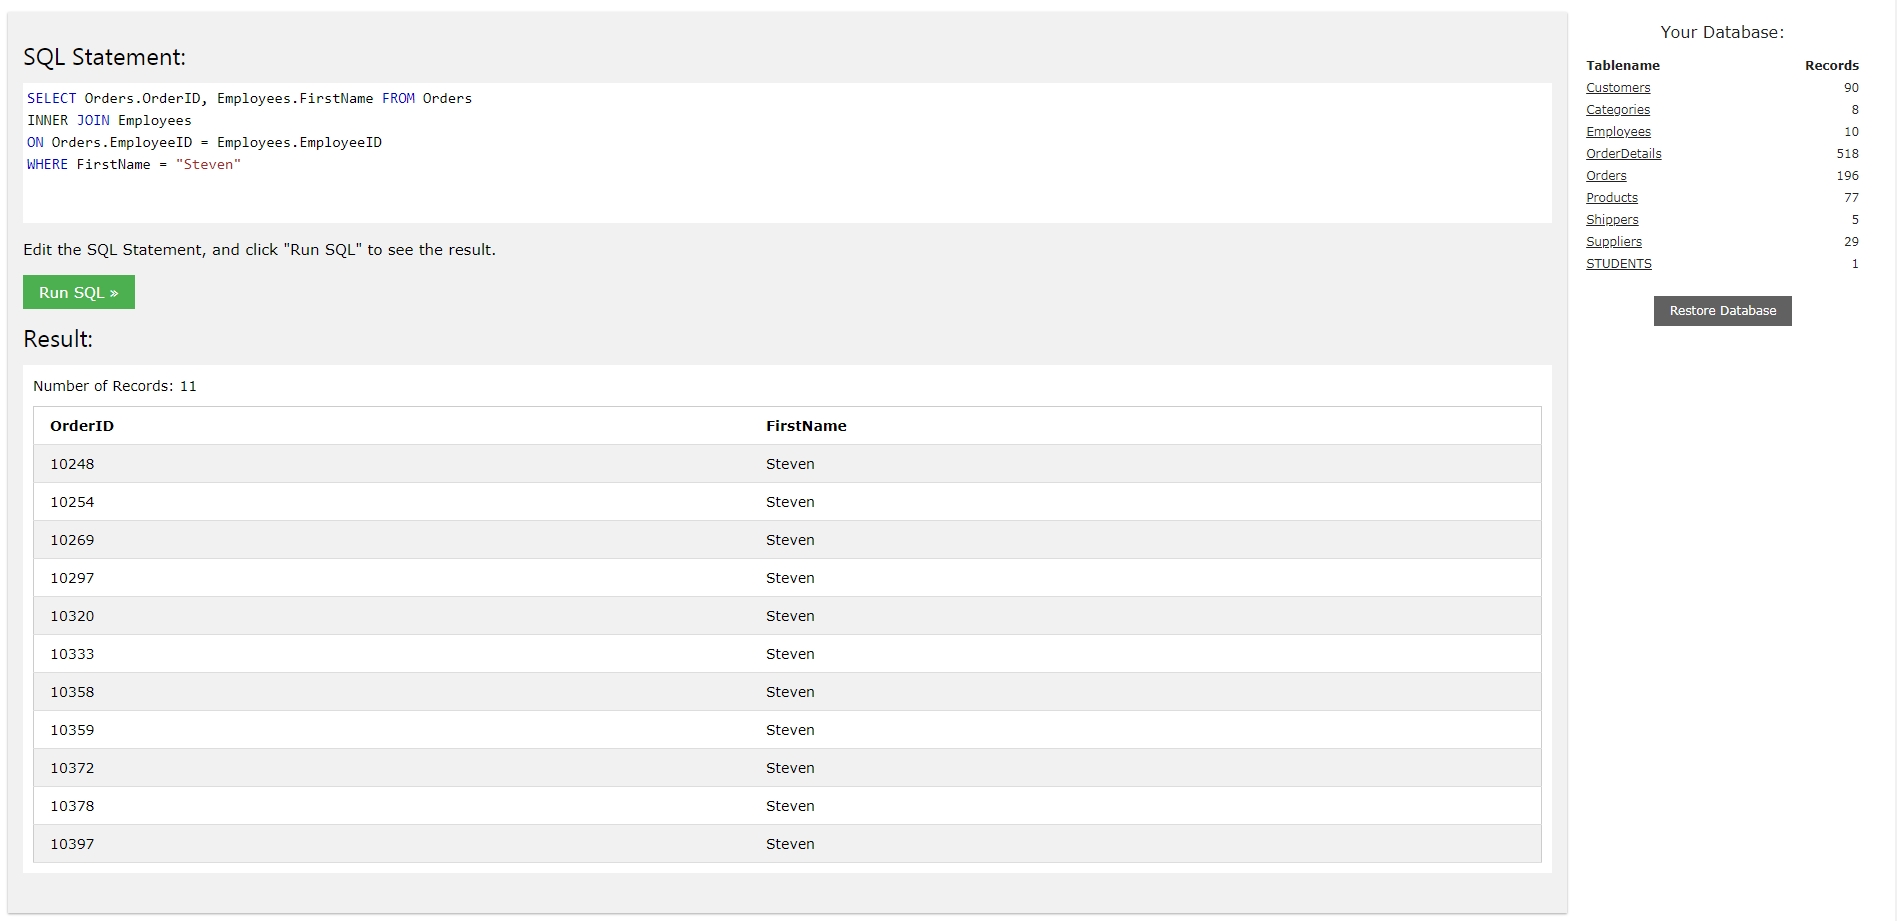 SQL Statement:
SELECT Orders.OrderID, Employees.FirstName FROM Orders
INNER JOIN Employees
ON Orders.EmployeeID = Employees.EmployeeID
WHERE FirstName = "Steven"
Edit the SQL Statement, and click "Run SQL" to see the result.
Run SQL »
Result:
Number of Records: 11
OrderID FirstName
10248 Steven
10254 Steven
10269 Steven
10297 Steven
10320 Steven
10333 Steven
10358 Steven
10359 Steven
10372 Steven
10378 Steven
10397 Steven
Your Database:
Tablename Records
Customers 90
Categories 8
Employees 10
OrderDetails 518
Orders 196
Products 77
Shippers 5
Suppliers 29
STUDENTS 1
Restore Database